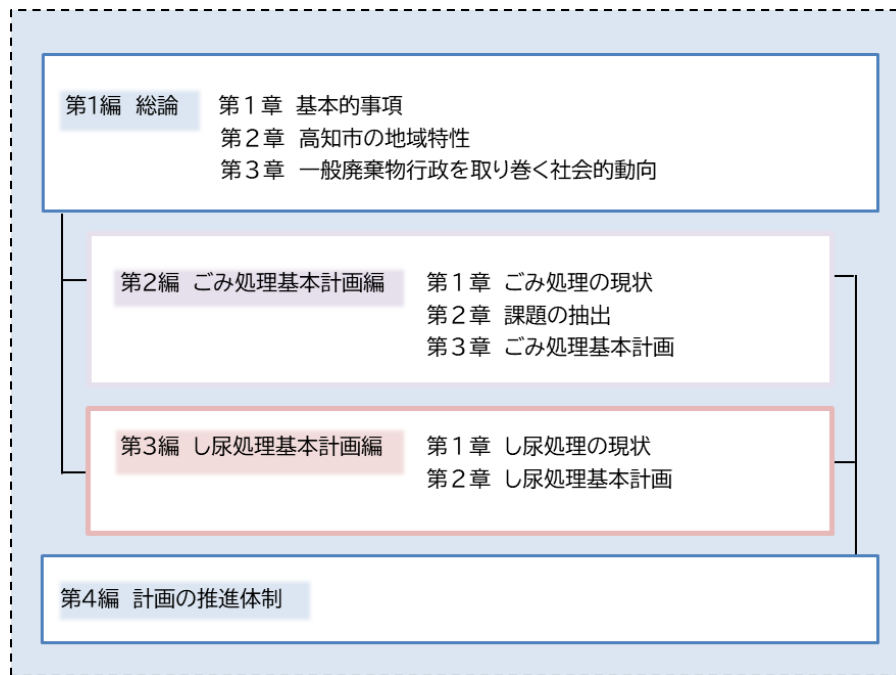 第1編 総論 第１章 基本的事項
第２章 高知市の地域特性
第３章 一般廃棄物行政を取り巻く社会的動向
第2編 ごみ処理基本計画編 第１章 ごみ処理の現状
第２章 課題の抽出
第３章 ごみ処理基本計画
第3編 し尿処理基本計画編 第１章 し尿処理の現状
第２章 し尿処理基本計画
第4編 計画の推進体制